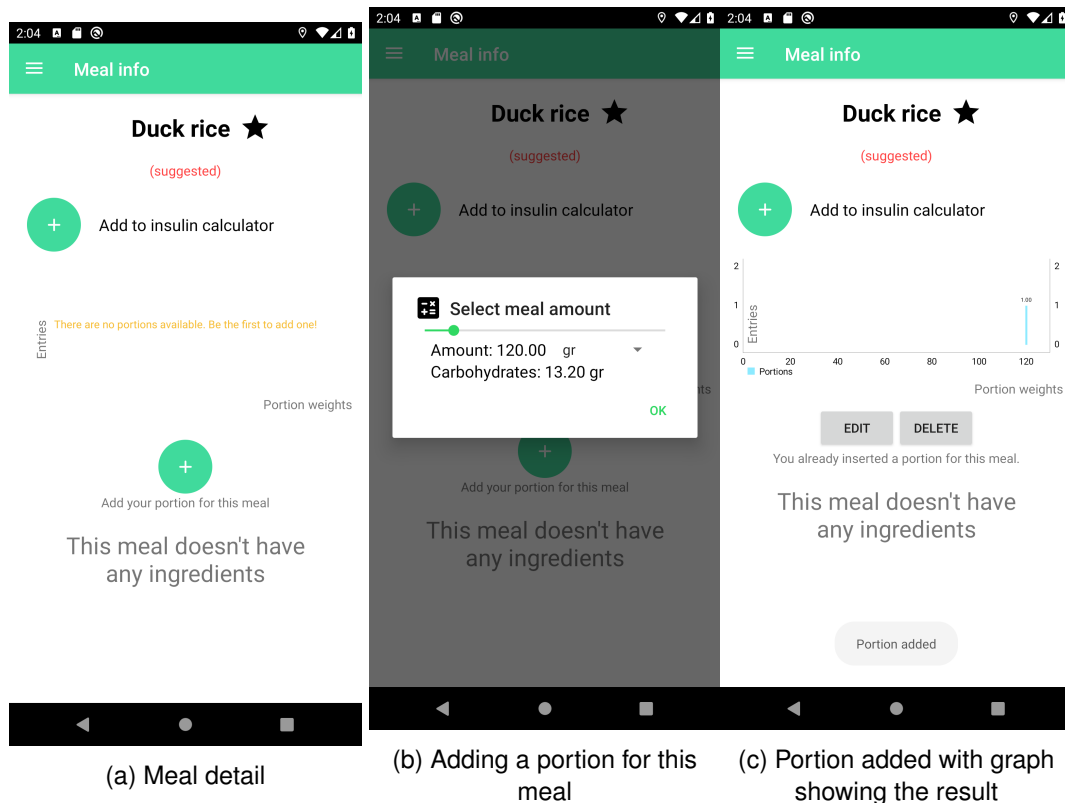 2:04
Meal info
Duck rice
(suggested)
+
Add to insulin calculator
There are no portions available. Be the first to add one!
Entries
Portion weights
+
Add your portion for this meal
This meal doesn't have
any ingredients
(a) Meal detail
2:04
Meal info
Duck rice
(suggested)
+
Add to insulin calculator
Select meal amount
Amount: 120.00 gr
Carbohydrates: 13.20 gr
OK
hts
+
Add your portion for this meal
This meal doesn't have
any ingredients
(b) Adding a portion for this
meal
2:04
Meal info
Duck rice
(suggested)
+
Add to insulin calculator
2 2
1.00
1 1
Entries
0 0
0 20 40 60 80 100 120
Portions
Portion weights
EDIT DELETE
You already inserted a portion for this meal.
This meal doesn't have
any ingredients
Portion added
(c) Portion added with graph
showing the result